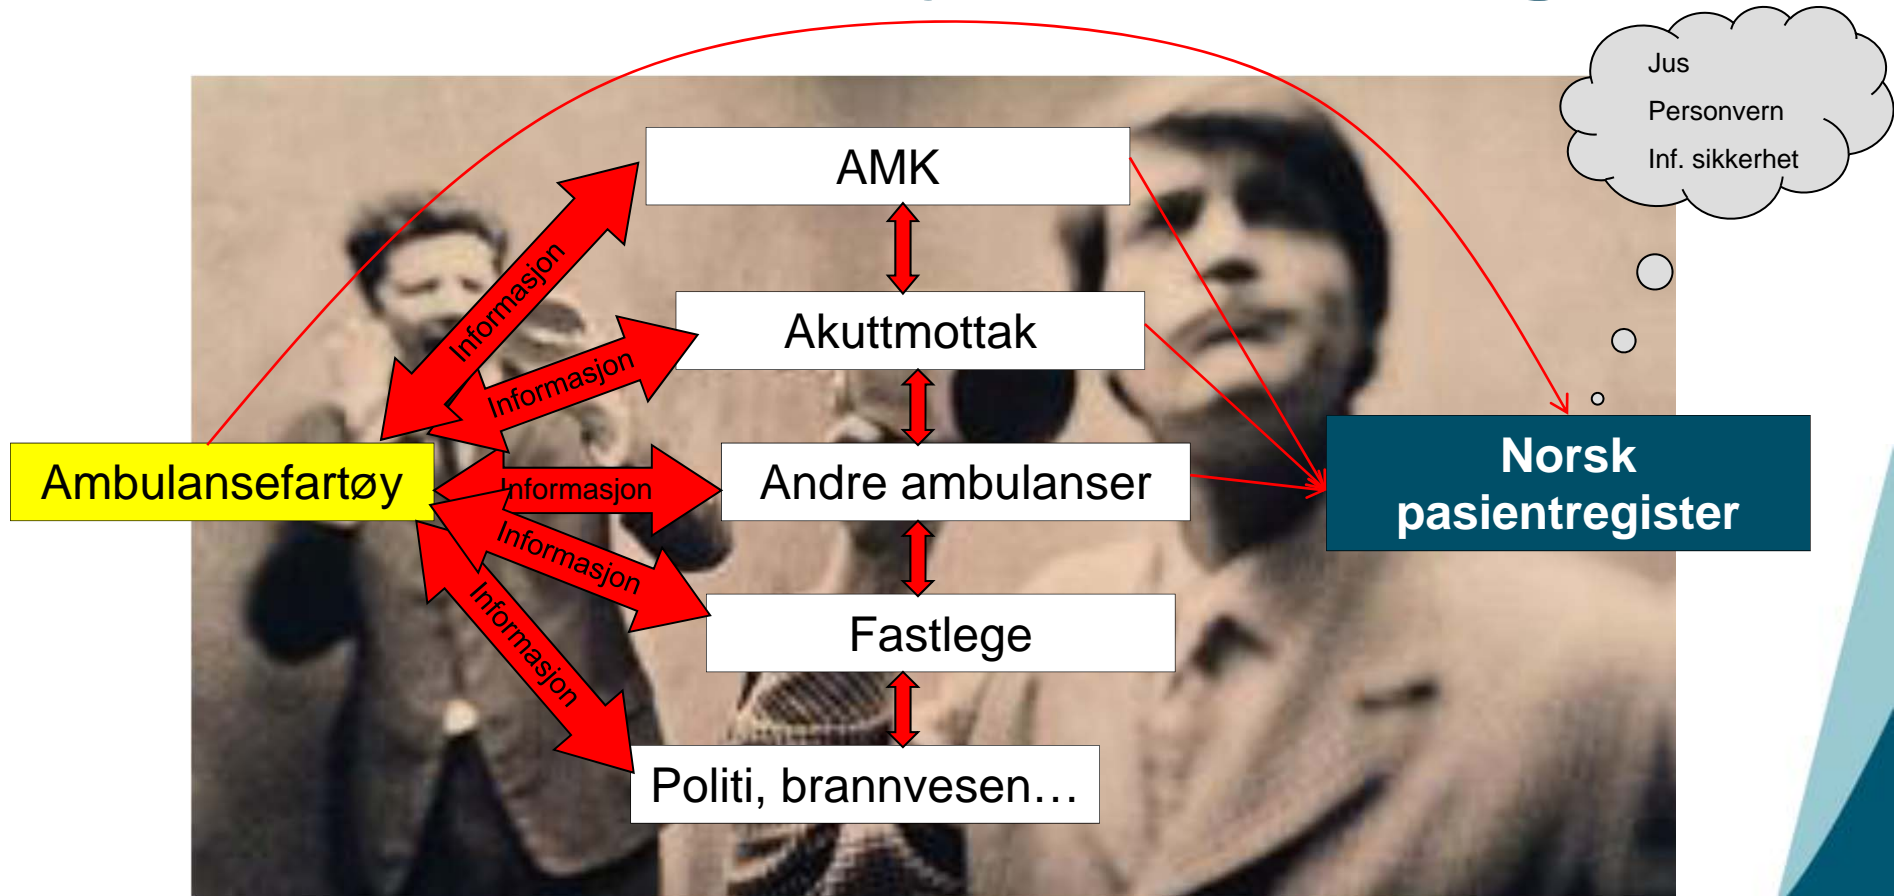 Jus
Personvern
Inf. sikkerhet
AMK
Informasjon
Akuttmottak
Informasjon
Ambulansefartøy
Informasjon
Andre ambulanser
Norsk
pasientregister
Informasjon
Fastlege
Informasjon
Politi, brannvesen…